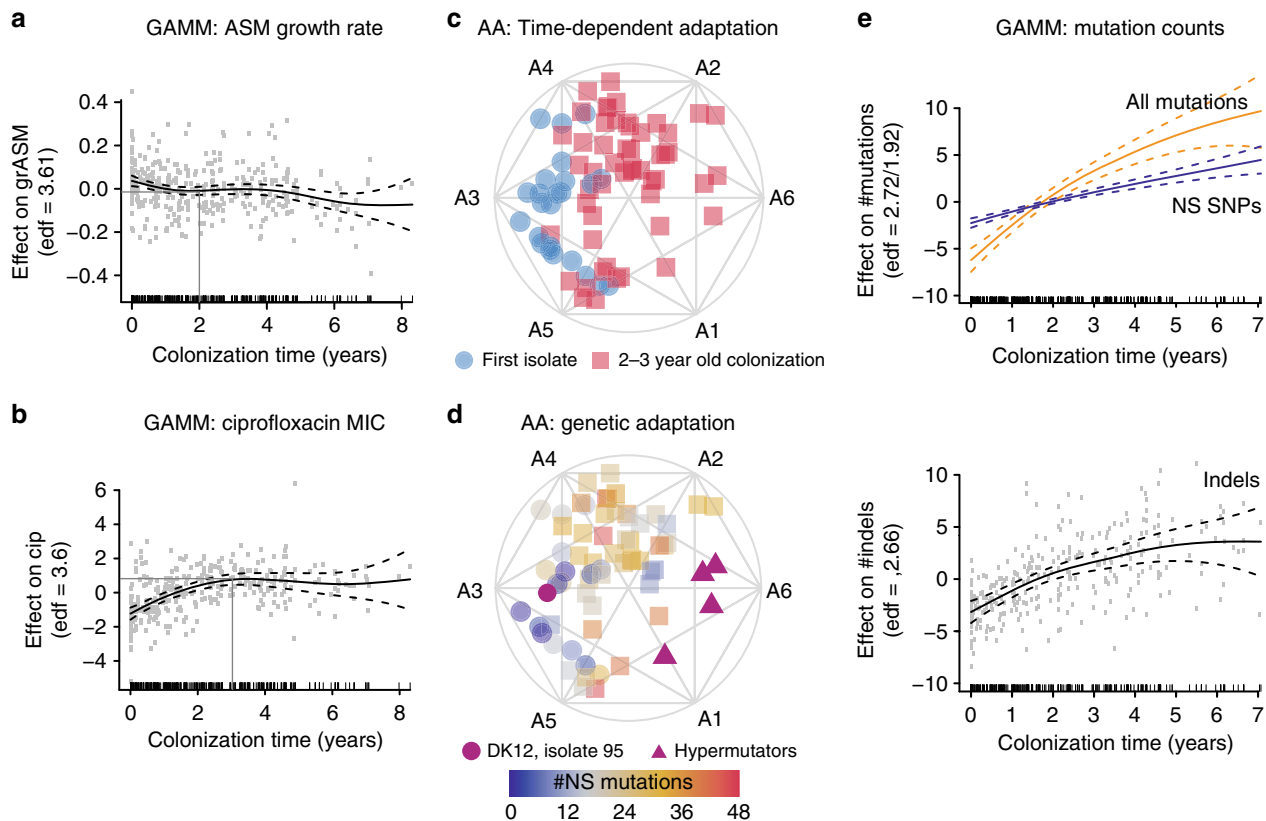 a
GAMM: ASM growth rate
Effect on grASM
(edf = 3.61)
0.4
0.2
0.0
−0.2
−0.4
0 2 4 6 8
Colonization time (years)
b
GAMM: ciprofloxacin MIC
Effect on cip
(edf = 3.6)
6
4
2
0
−2
−4
0 2 4 6 8
Colonization time (years)
c
AA: Time-dependent adaptation
A4 A2
A3 A6
A5 A1
First isolate 2–3 year old colonization
d
AA: genetic adaptation
A4 A2
A3 A6
A5 A1
DK12, isolate 95 Hypermutators
#NS mutations
0 12 24 36 48
e
GAMM: mutation counts
Effect on #mutations
(edf = 2.72/1.92)
10
5
0
−5
−10
All mutations
NS SNPs
0 1 2 3 4 5 6 7
Colonization time (years)
Effect on #indels
(edf = ,2.66)
10
5
0
−5
−10
Indels
0 1 2 3 4 5 6 7
Colonization time (years)